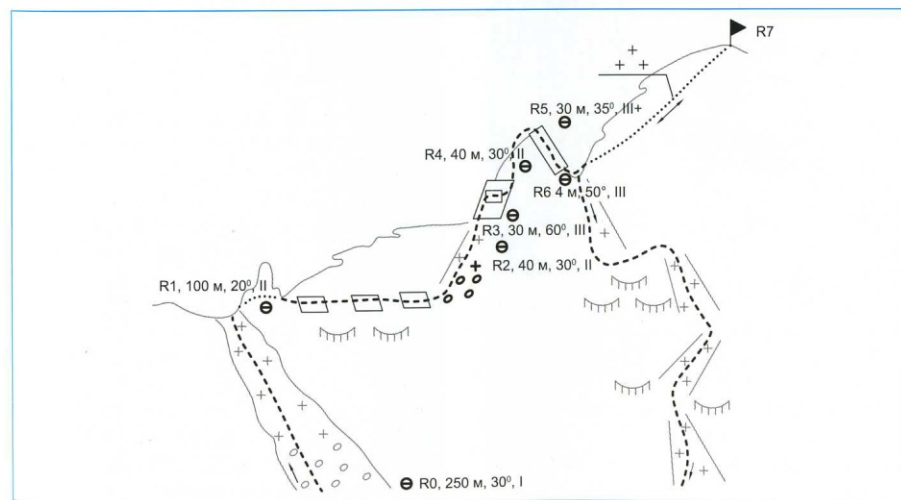 R7
R5, 30 м, 35⁰, III+
R4, 40 м, 30⁰ II
R6 4 м, 50°, III
R3, 30 м, 60⁰, III
R2, 40 м, 30⁰, II
R1, 100 м, 20⁰, II
R0, 250 м, 30⁰, I